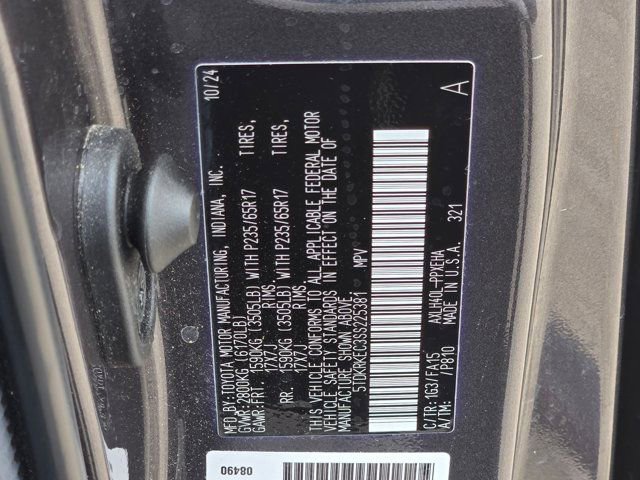 MFD.BY:TOYOTA MOTOR MANUFACTURING, INDIANA, INC. 10/24
GVWR:2800KG (6170LB)
GAWR:FRT. 1590KG (3505LB) WITH P235/65R17 TIRES,
17X7J RIMS,
RR. 1590KG (3505LB) WITH P235/65R17 TIRES,
17X7J RIMS.
THIS VEHICLE CONFORMS TO ALL APPLICABLE FEDERAL MOTOR
VEHICLE SAFETY STANDARDS IN EFFECT ON THE DATE OF
MANUFACTURE SHOWN ABOVE.
5TDKRKEC3SS225381 MPV
C/TR:1G3/FA15 AXLH40L-PPXEHA
A/TM: /P810 MADE IN U.S.A. 321
A
08490